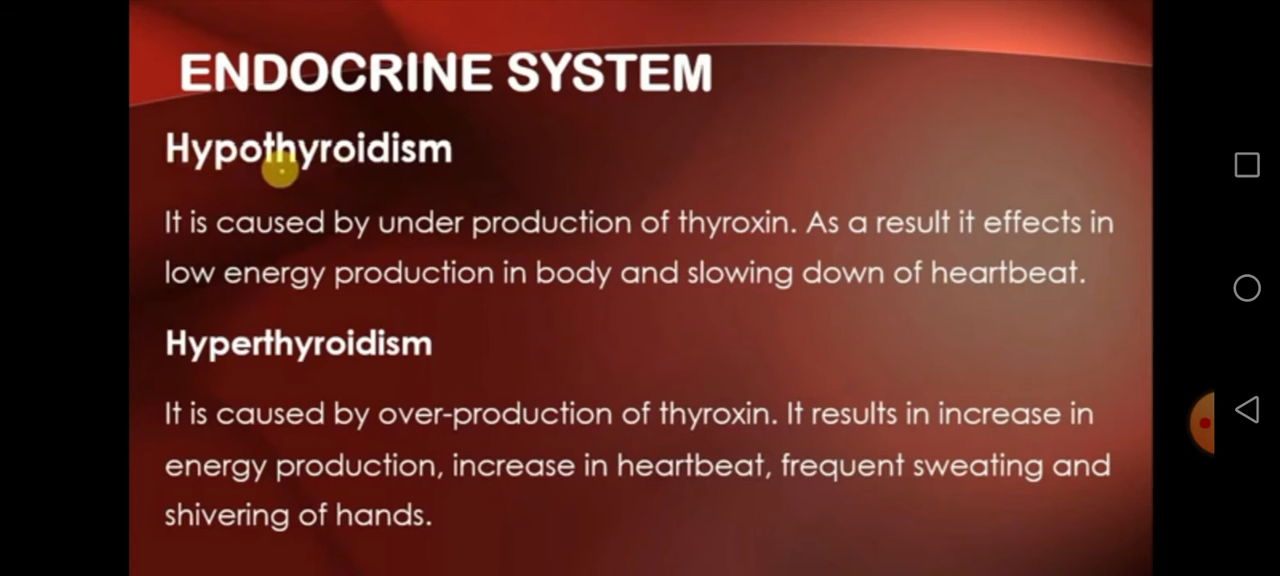 ENDOCRINE SYSTEM
Hypothyroidism
It is caused by under production of thyroxin. As a result it effects in
low energy production in body and slowing down of heartbeat.
Hyperthyroidism
It is caused by over-production of thyroxin. It results in increase in
energy production, increase in heartbeat, frequent sweating and
shivering of hands.